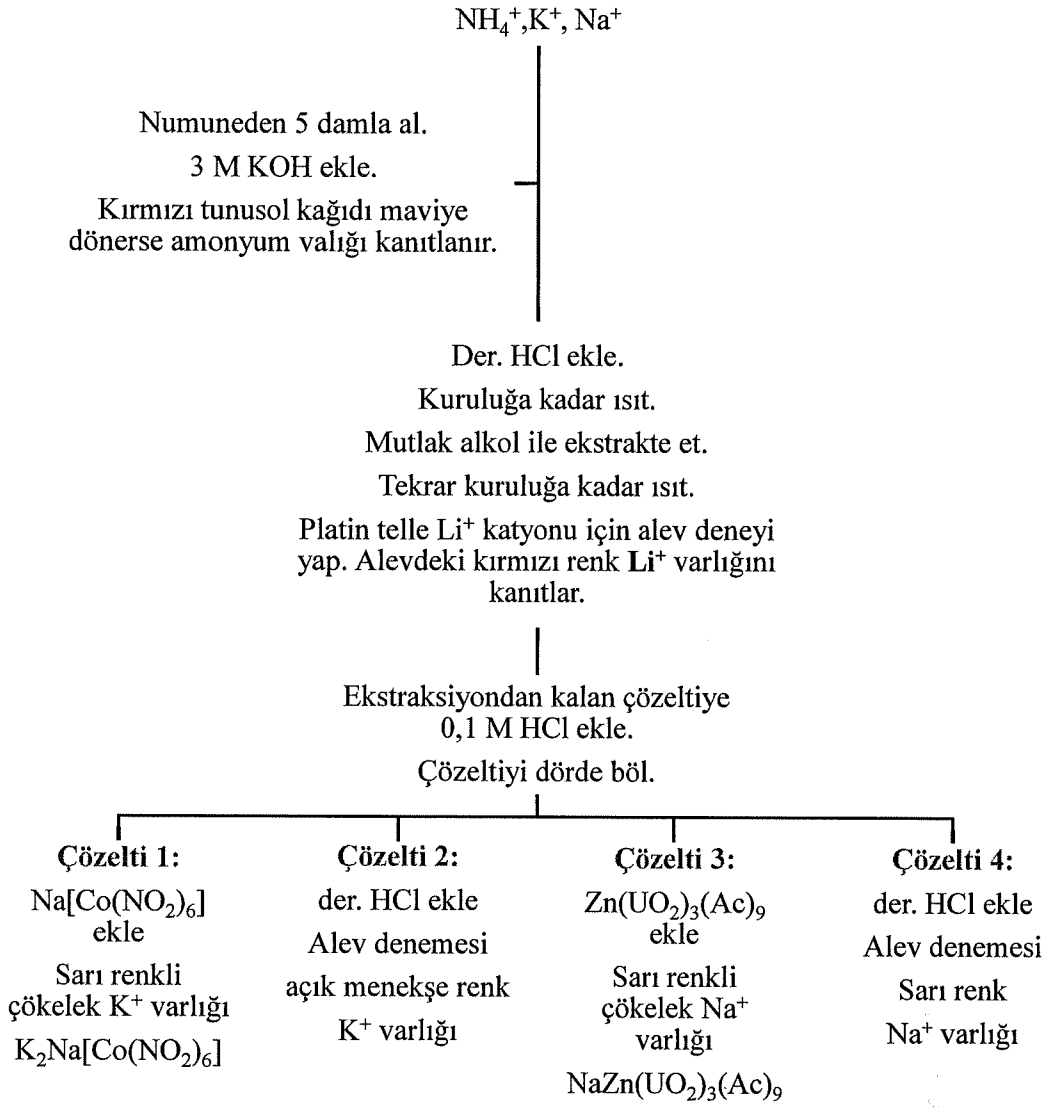 NH₄⁺,K⁺, Na⁺
Numuneden 5 damla al.
3 M KOH ekle.
Kırmızı tunusol kağıdı maviye
dönerse amonyum valığı kanıtlanır.
Der. HCl ekle.
Kuruluğa kadar ısıt.
Mutlak alkol ile ekstrakte et.
Tekrar kuruluğa kadar ısıt.
Platin telle Li⁺ katyonu için alev deneyi
yap. Alevdeki kırmızı renk Li⁺ varlığını
kanıtlar.
Ekstraksiyondan kalan çözeltiye
0,1 M HCl ekle.
Çözeltiyi dörde böl.
Çözelti 1:
Na[Co(NO₂)₆]
ekle
Sarı renkli
çökelek K⁺ varlığı
K₂Na[Co(NO₂)₆]
Çözelti 2:
der. HCl ekle
Alev denemesi
açık menekşe renk
K⁺ varlığı
Çözelti 3:
Zn(UO₂)₃(Ac)₉
ekle
Sarı renkli
çökelek Na⁺
varlığı
NaZn(UO₂)₃(Ac)₉
Çözelti 4:
der. HCl ekle
Alev denemesi
Sarı renk
Na⁺ varlığı